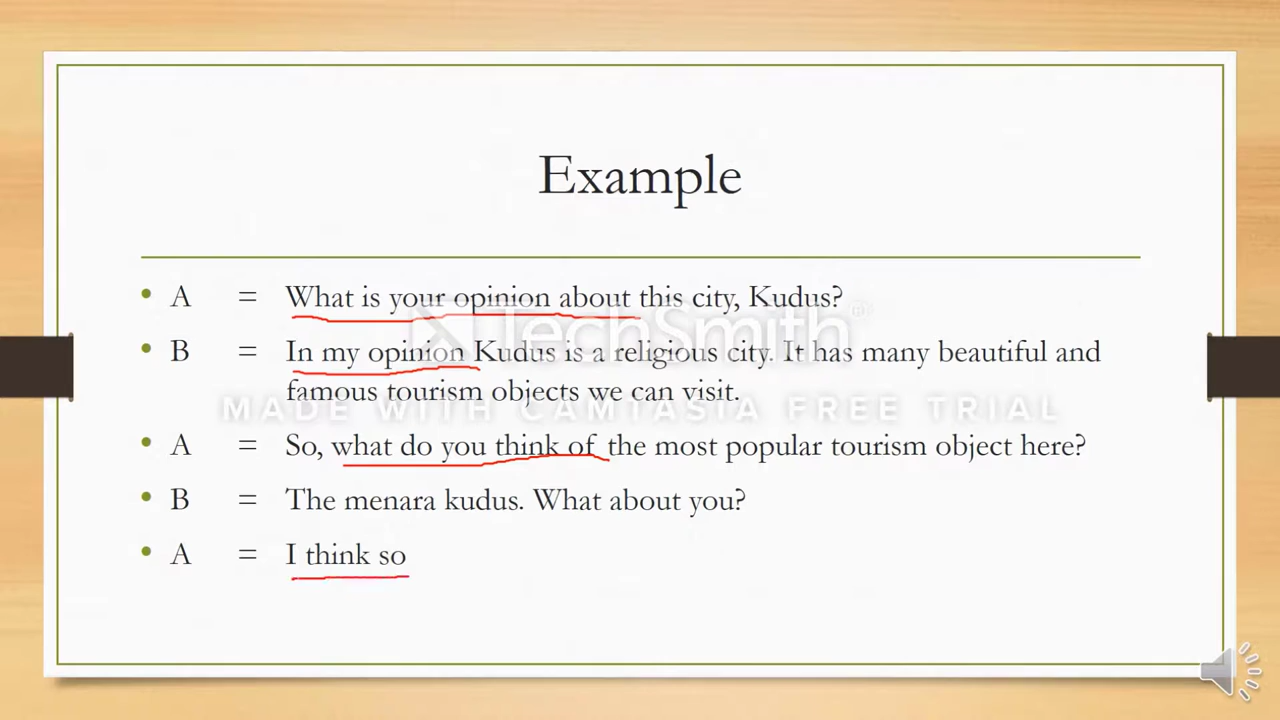 Example
• A = What is your opinion about this city, Kudus?
• B = In my opinion Kudus is a religious city. It has many beautiful and
famous tourism objects we can visit.
• A = So, what do you think of the most popular tourism object here?
• B = The menara kudus. What about you?
• A = I think so
TechSmith®
MADE WITH CAMTASIA FREE TRIAL